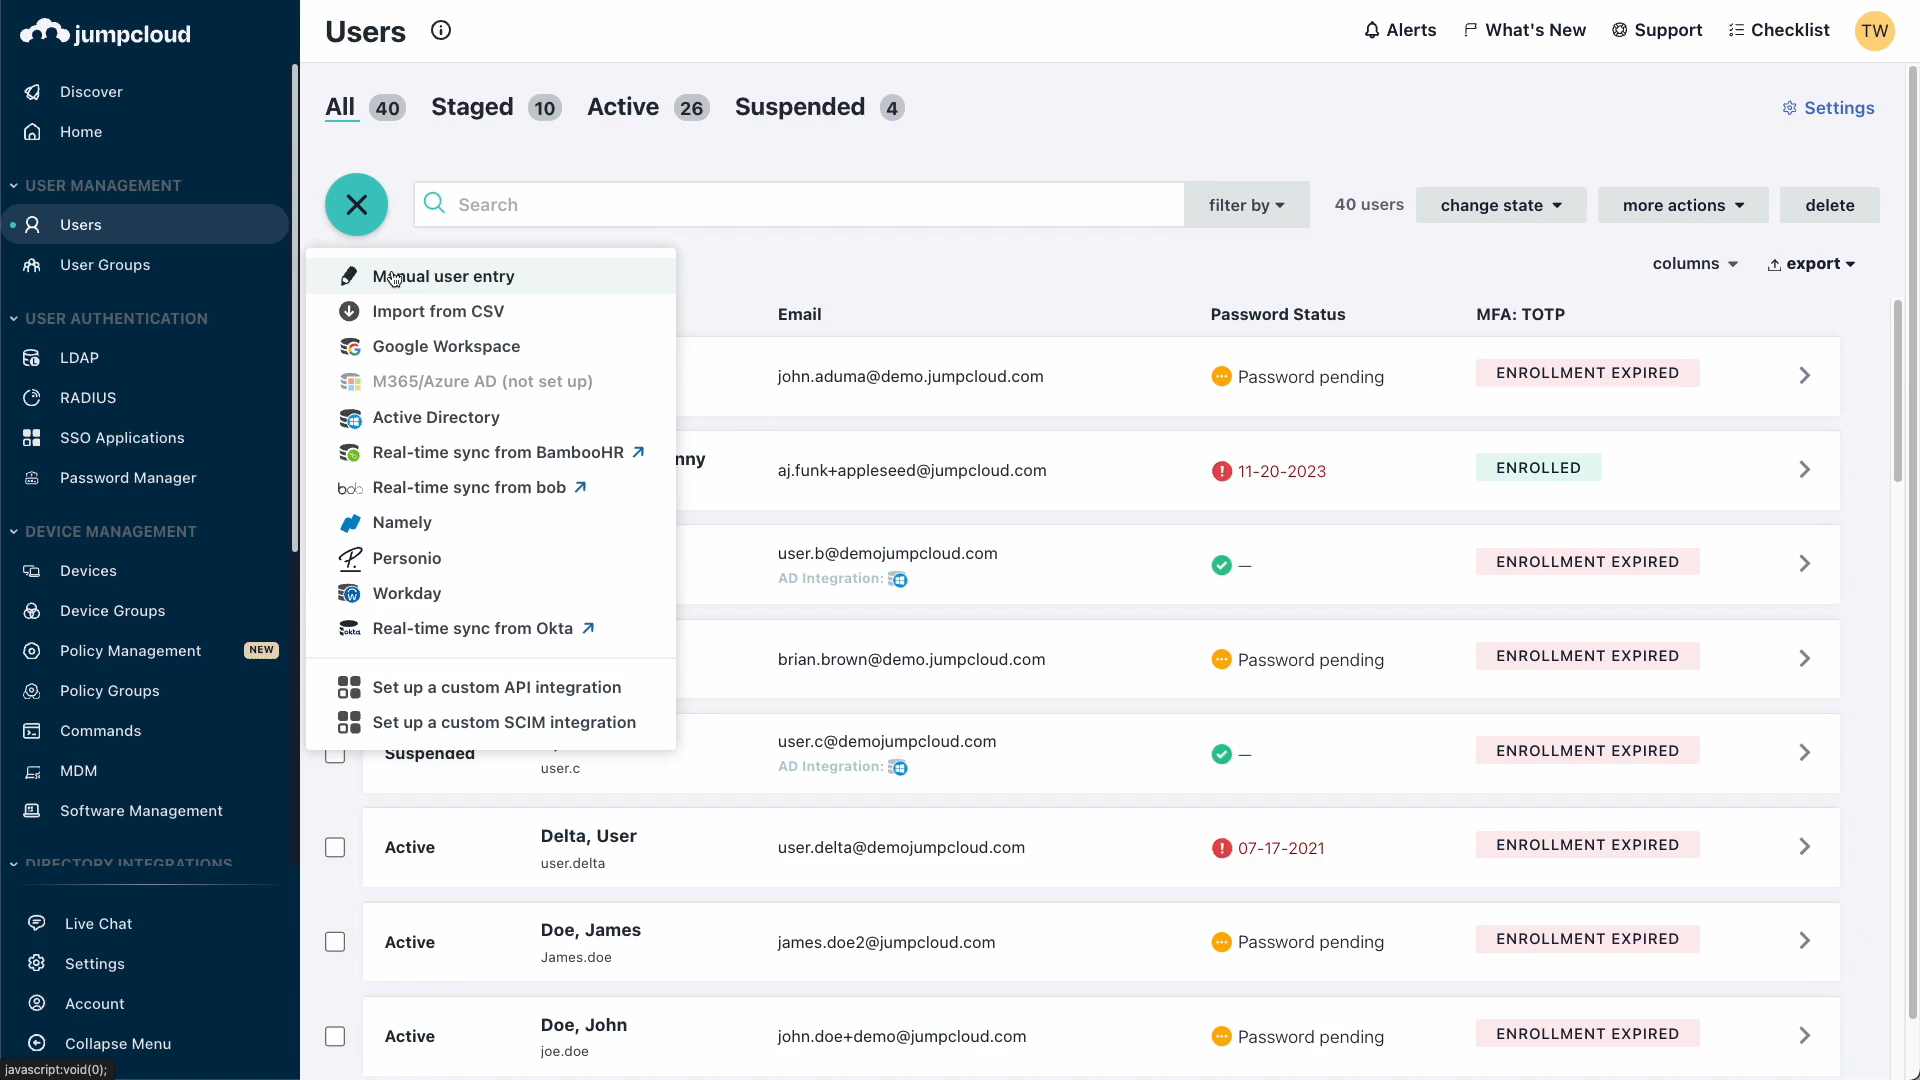 jumpcloud
Discover
Home
USER MANAGEMENT
Users
User Groups
USER AUTHENTICATION
LDAP
RADIUS
SSO Applications
Password Manager
DEVICE MANAGEMENT
Devices
Device Groups
Policy Management NEW
Policy Groups
Commands
MDM
Software Management
DIRECTORY INTEGRATIONS
Live Chat
Settings
Account
Collapse Menu
javascript:void(0);
Users
Alerts
What's New
Support
Checklist
TW
All 40
Staged 10
Active 26
Suspended 4
Settings
Search
filter by
40 users
change state
more actions
delete
columns
export
Manual user entry
Import from CSV
Google Workspace
M365/Azure AD (not set up)
Active Directory
Real-time sync from BambooHR
bob Real-time sync from bob
Namely
Personio
Workday
okta Real-time sync from Okta
Set up a custom API integration
Set up a custom SCIM integration
Email Password Status MFA: TOTP
john.aduma@demo.jumpcloud.com Password pending ENROLLMENT EXPIRED
nny aj.funk+appleseed@jumpcloud.com 11-20-2023 ENROLLED
user.b@demojumpcloud.com – ENROLLMENT EXPIRED
AD Integration:
brian.brown@demo.jumpcloud.com Password pending ENROLLMENT EXPIRED
Suspended user.c@demojumpcloud.com – ENROLLMENT EXPIRED
user.c AD Integration:
Delta, User
Active user.delta@demojumpcloud.com 07-17-2021 ENROLLMENT EXPIRED
user.delta
Doe, James
Active james.doe2@jumpcloud.com Password pending ENROLLMENT EXPIRED
James.doe
Doe, John
Active john.doe+demo@jumpcloud.com Password pending ENROLLMENT EXPIRED
joe.doe